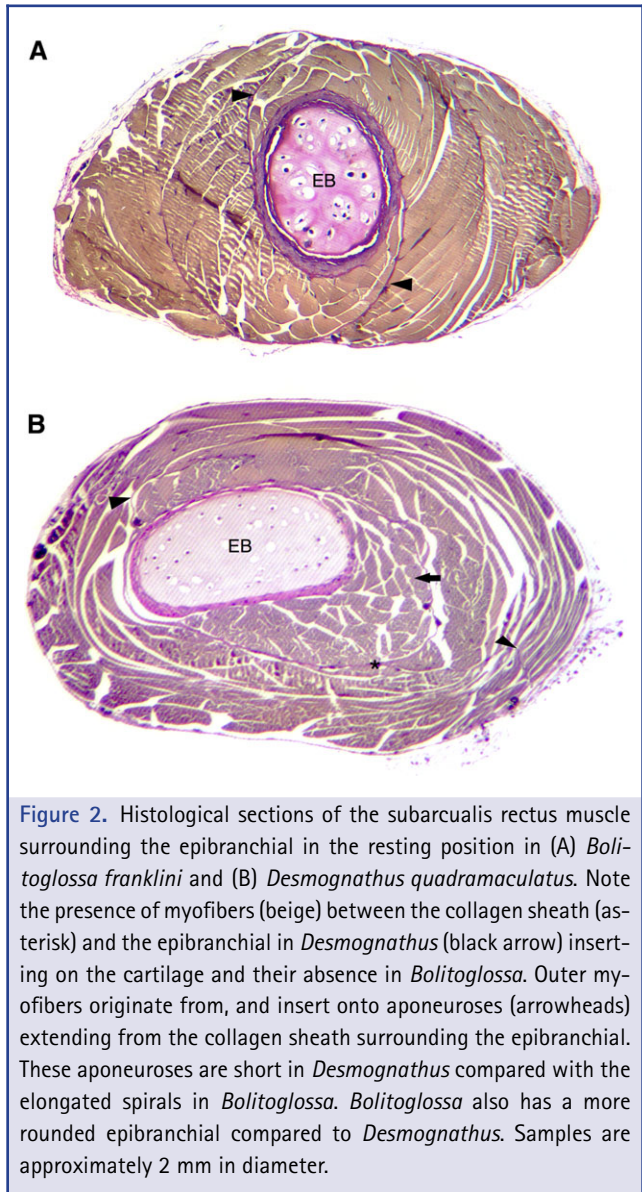 A
EB
B
EB
*
Figure 2. Histological sections of the subarcualis rectus muscle
surrounding the epibranchial in the resting position in (A) Boli-
toglossa franklini and (B) Desmognathus quadramaculatus. Note
the presence of myofibers (beige) between the collagen sheath (as-
terisk) and the epibranchial in Desmognathus (black arrow) insert-
ing on the cartilage and their absence in Bolitoglossa. Outer my-
ofibers originate from, and insert onto aponeuroses (arrowheads)
extending from the collagen sheath surrounding the epibranchial.
These aponeuroses are short in Desmognathus compared with the
elongated spirals in Bolitoglossa. Bolitoglossa also has a more
rounded epibranchial compared to Desmognathus. Samples are
approximately 2 mm in diameter.